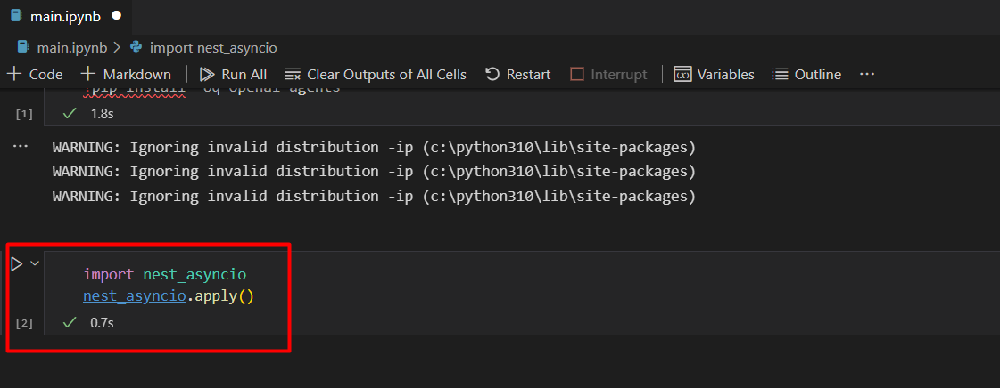 main.ipynb
main.ipynb > import nest_asyncio
+ Code + Markdown Run All Clear Outputs of All Cells Restart Interrupt Variables Outline ...
!pip install openai agents
[1] 1.8s
... WARNING: Ignoring invalid distribution -ip (c:\python310\lib\site-packages)
WARNING: Ignoring invalid distribution -ip (c:\python310\lib\site-packages)
WARNING: Ignoring invalid distribution -ip (c:\python310\lib\site-packages)
import nest_asyncio
nest_asyncio.apply()
[2] 0.7s